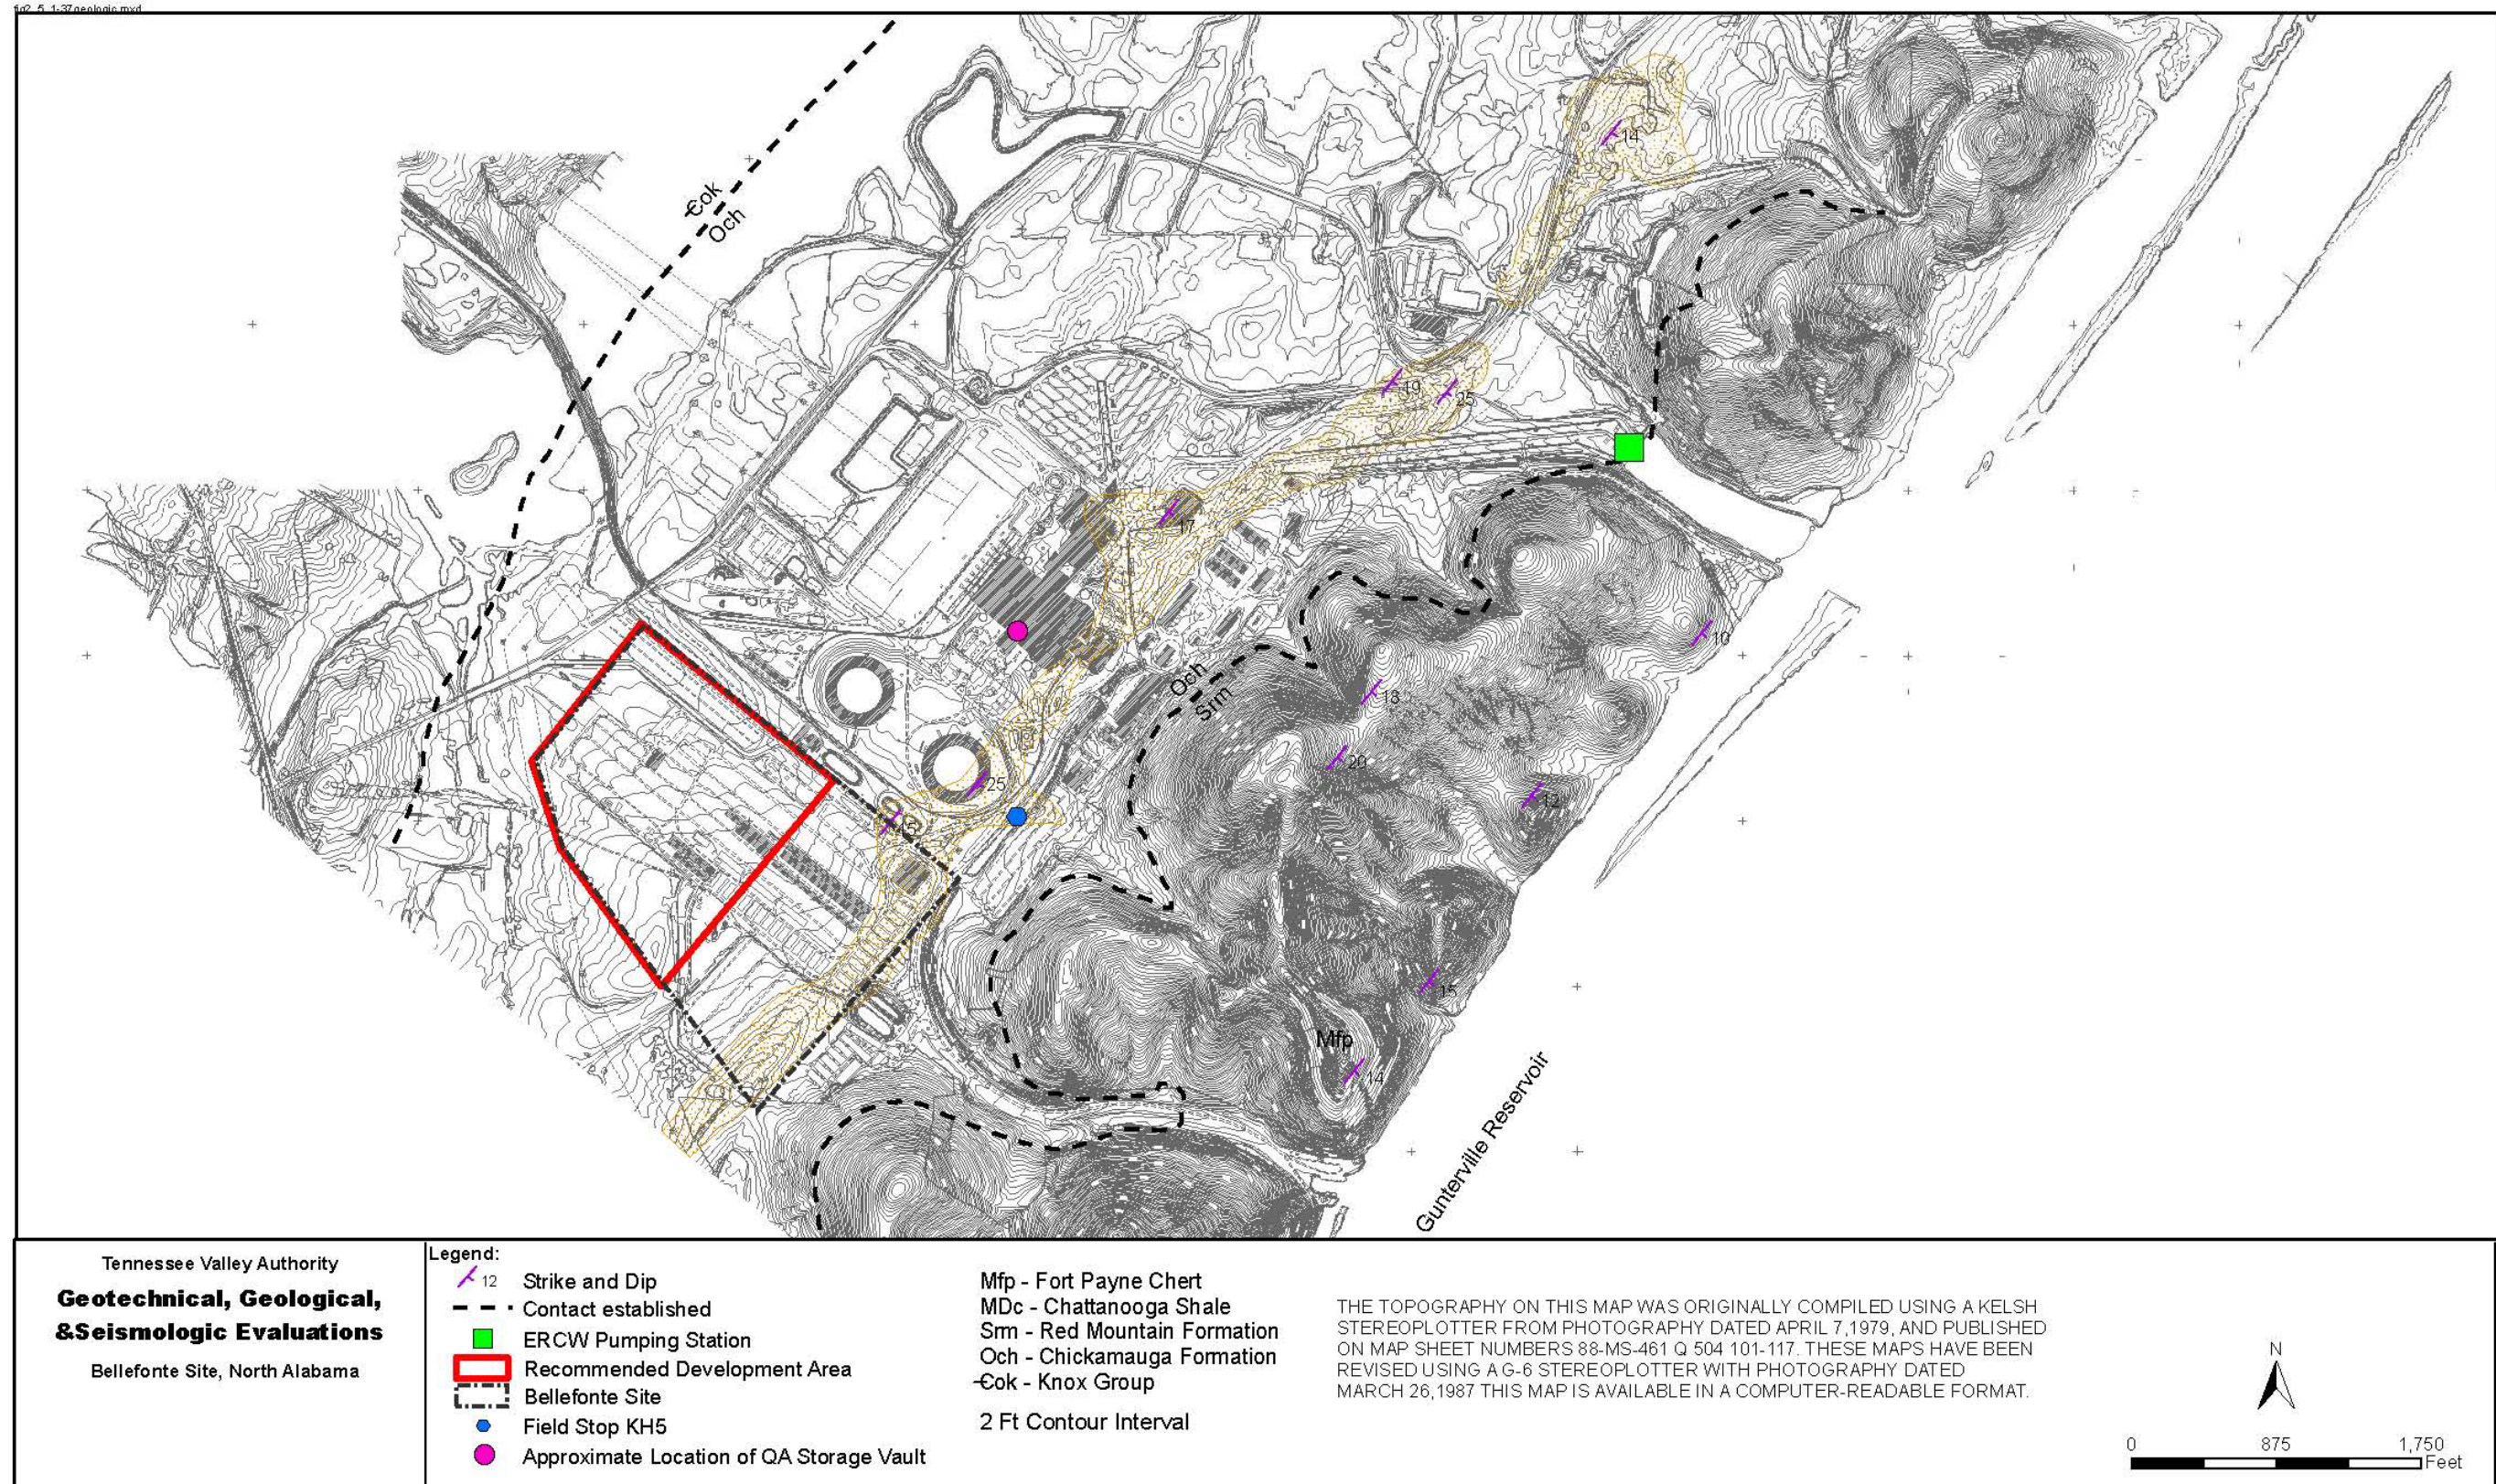 fig2_5_1-37geologic.mxd
-Єok
Och
14
19
25
17
10
Och
Srm
18
20
12
25
15
15
Mfp
14
Gunterville Reservoir
Tennessee Valley Authority
Geotechnical, Geological,
&Seismologic Evaluations
Bellefonte Site, North Alabama
Legend:
12 Strike and Dip
Contact established
ERCW Pumping Station
Recommended Development Area
Bellefonte Site
Field Stop KH5
Approximate Location of QA Storage Vault
Mfp - Fort Payne Chert
MDc - Chattanooga Shale
Srm - Red Mountain Formation
Och - Chickamauga Formation
-Єok - Knox Group
2 Ft Contour Interval
THE TOPOGRAPHY ON THIS MAP WAS ORIGINALLY COMPILED USING A KELSH
STEREOPLOTTER FROM PHOTOGRAPHY DATED APRIL 7,1979, AND PUBLISHED
ON MAP SHEET NUMBERS 88-MS-461 Q 504 101-117. THESE MAPS HAVE BEEN
REVISED USING A G-6 STEREOPLOTTER WITH PHOTOGRAPHY DATED
MARCH 26,1987 THIS MAP IS AVAILABLE IN A COMPUTER-READABLE FORMAT.
N
0 875 1,750
Feet